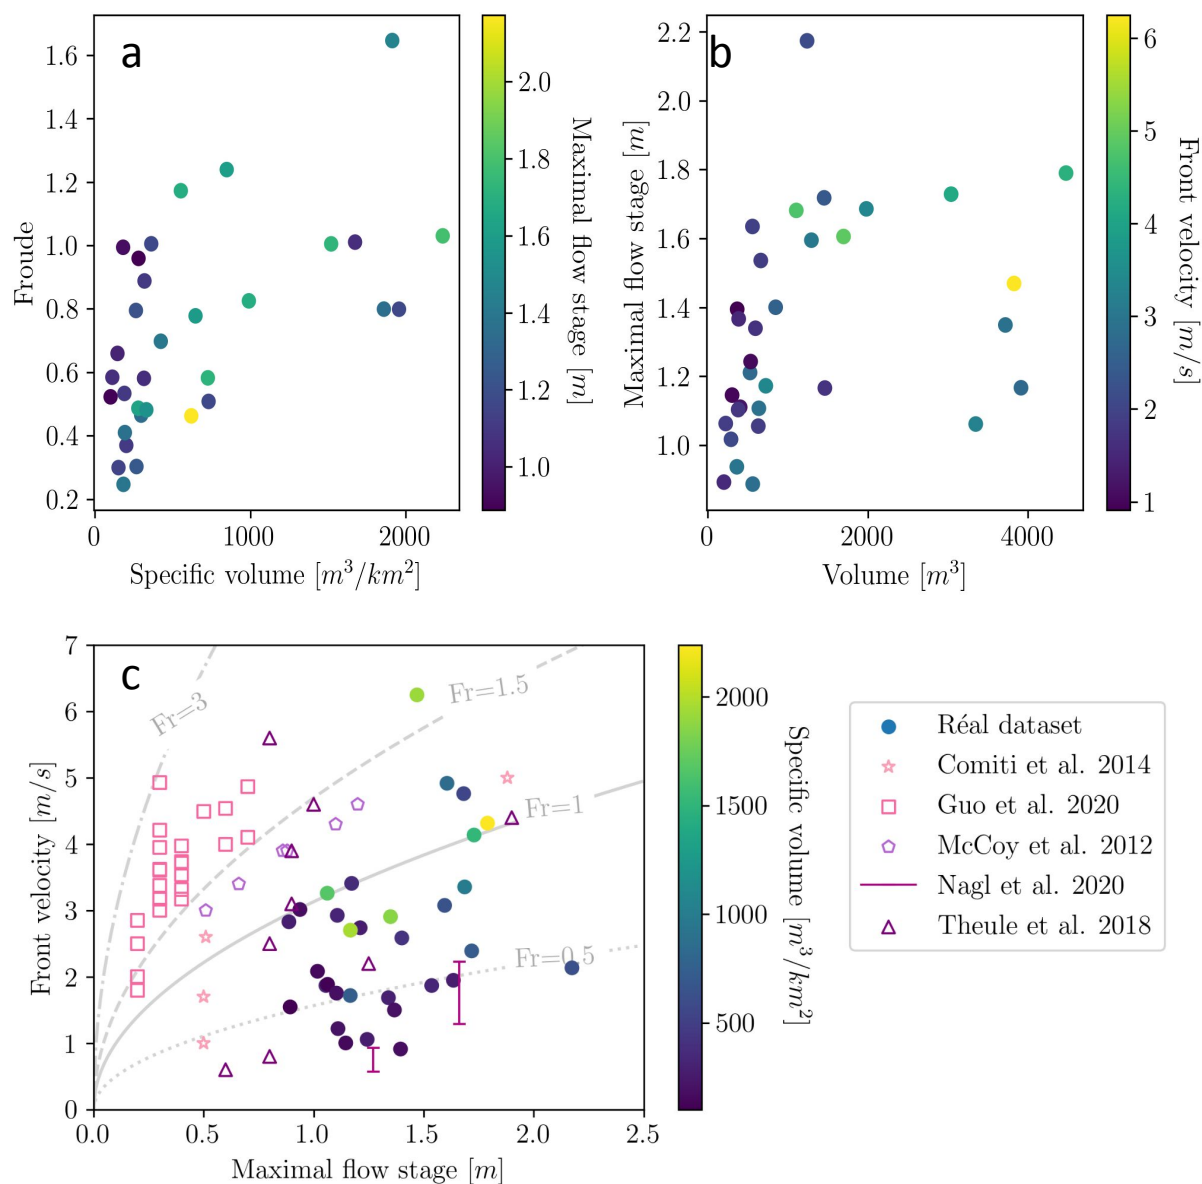 a
1.6
1.4
1.2
1.0
0.8
0.6
0.4
0.2
Froude
0
1000
2000
Specific volume [m³/km²]
2.0
1.8
1.6
1.4
1.2
1.0
Maximal flow stage [m]
b
2.2
2.0
1.8
1.6
1.4
1.2
1.0
Maximal flow stage [m]
0
2000
4000
Volume [m³]
6
5
4
3
2
1
Front velocity [m/s]
c
7
6
5
4
3
2
1
0
Front velocity [m/s]
Fr=3
Fr=1.5
Fr=1
Fr=0.5
0.0
0.5
1.0
1.5
2.0
2.5
Maximal flow stage [m]
2000
1500
1000
500
Specific volume [m³/km²]
Réal dataset
Comiti et al. 2014
Guo et al. 2020
McCoy et al. 2012
Nagl et al. 2020
Theule et al. 2018